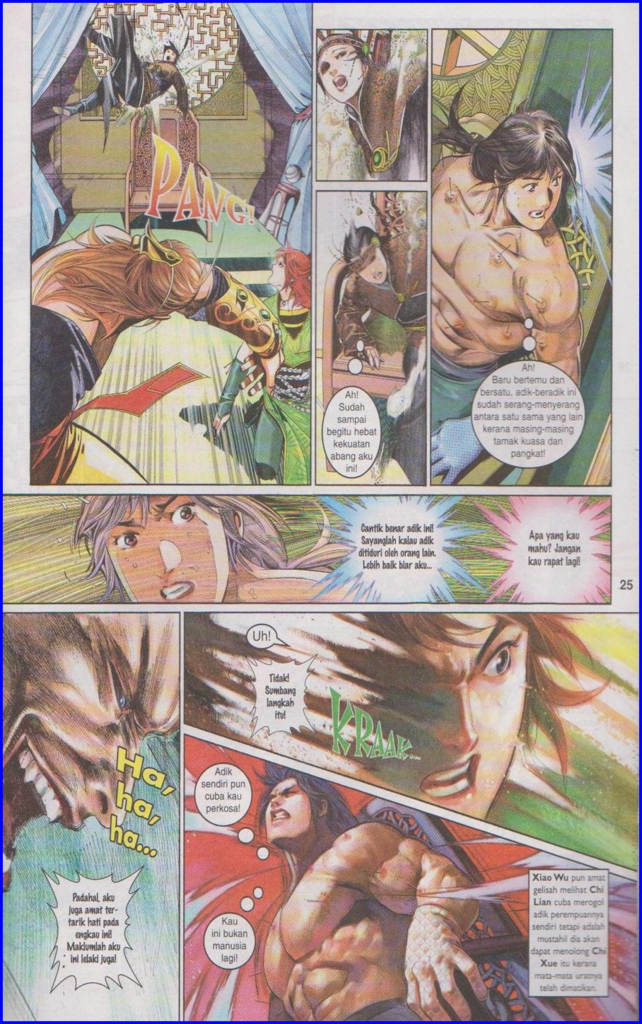 PANG!
Ah!
Sudah
sampai
begitu hebat
kekuatan
abang aku
ini!
Ah!
Baru bertemu dan
bersatu, adik-beradik ini
sudah serang-menyerang
antara satu sama yang lain
kerana masing-masing
tamak kuasa dan
pangkat!
Cantik benar adik ini!
Sayanglah kalau adik
ditiduri oleh orang lain.
Lebih baik biar aku...
Apa yang kau
mahu? Jangan
kau rapat lagi!
25
Ha,
ha,
ha...
Padahal, aku
juga amat ter-
tarik hati pada
engkau ini!
Maklumlah aku
ini lelaki juga!
Uh!
Tidak!
Sumbang
langkah
itu!
KRAAK...
Adik
sendiri pun
cuba kau
perkosa!
Kau
ini bukan
manusia
lagi!
Xiao Wu pun amat
gelisah melihat Chi
Lian cuba merogol
adik perempuannya
sendiri tetapi adalah
mustahil dia akan
dapat menolong Chi
Xue itu kerana
mata-mata uratnya
telah dimatikan.